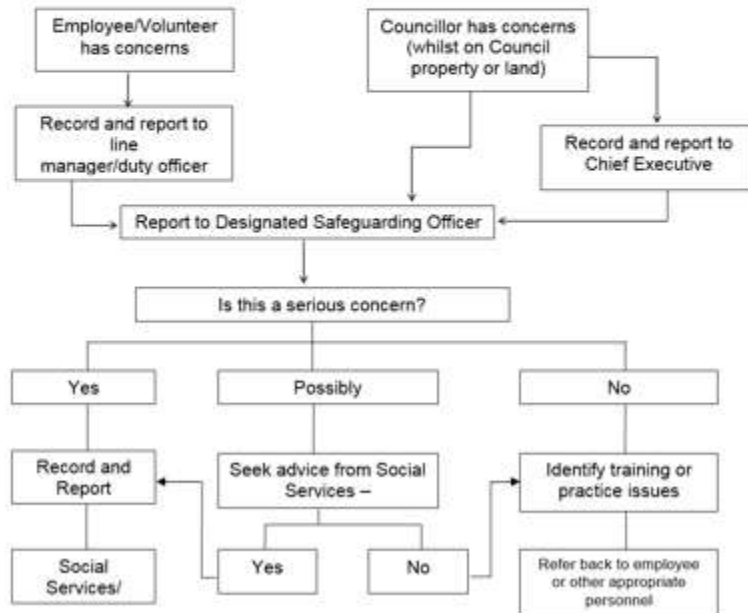 Employee/Volunteer
has concerns
Councillor has concerns
(whilst on Council
property or land)
Record and report to
line
manager/duty officer
Record and report to
Chief Executive
Report to Designated Safeguarding Officer
Is this a serious concern?
Yes
Possibly
No
Record and
Report
Seek advice from Social
Services –
Identify training or
practice issues
Social
Services/
Yes
No
Refer back to employee
or other appropriate
personnel